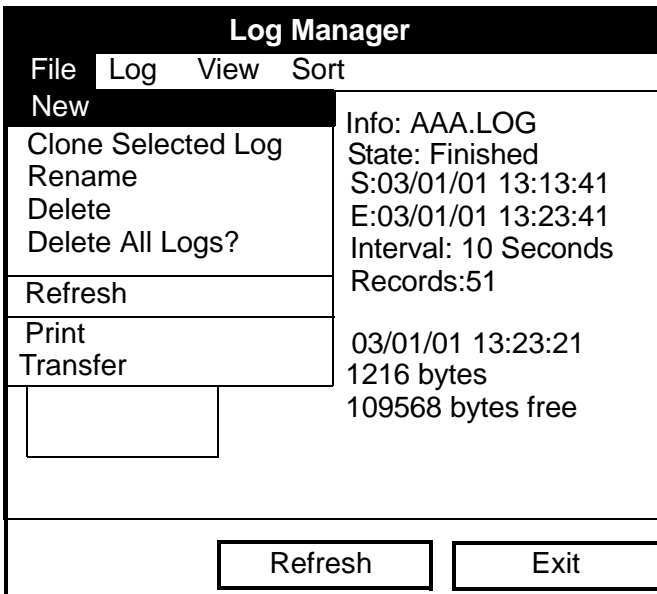 Log Manager
File Log View Sort
New
Clone Selected Log
Rename
Delete
Delete All Logs?
Refresh
Print
Transfer
Info: AAA.LOG
State: Finished
S:03/01/01 13:13:41
E:03/01/01 13:23:41
Interval: 10 Seconds
Records:51
03/01/01 13:23:21
1216 bytes
109568 bytes free
Refresh Exit